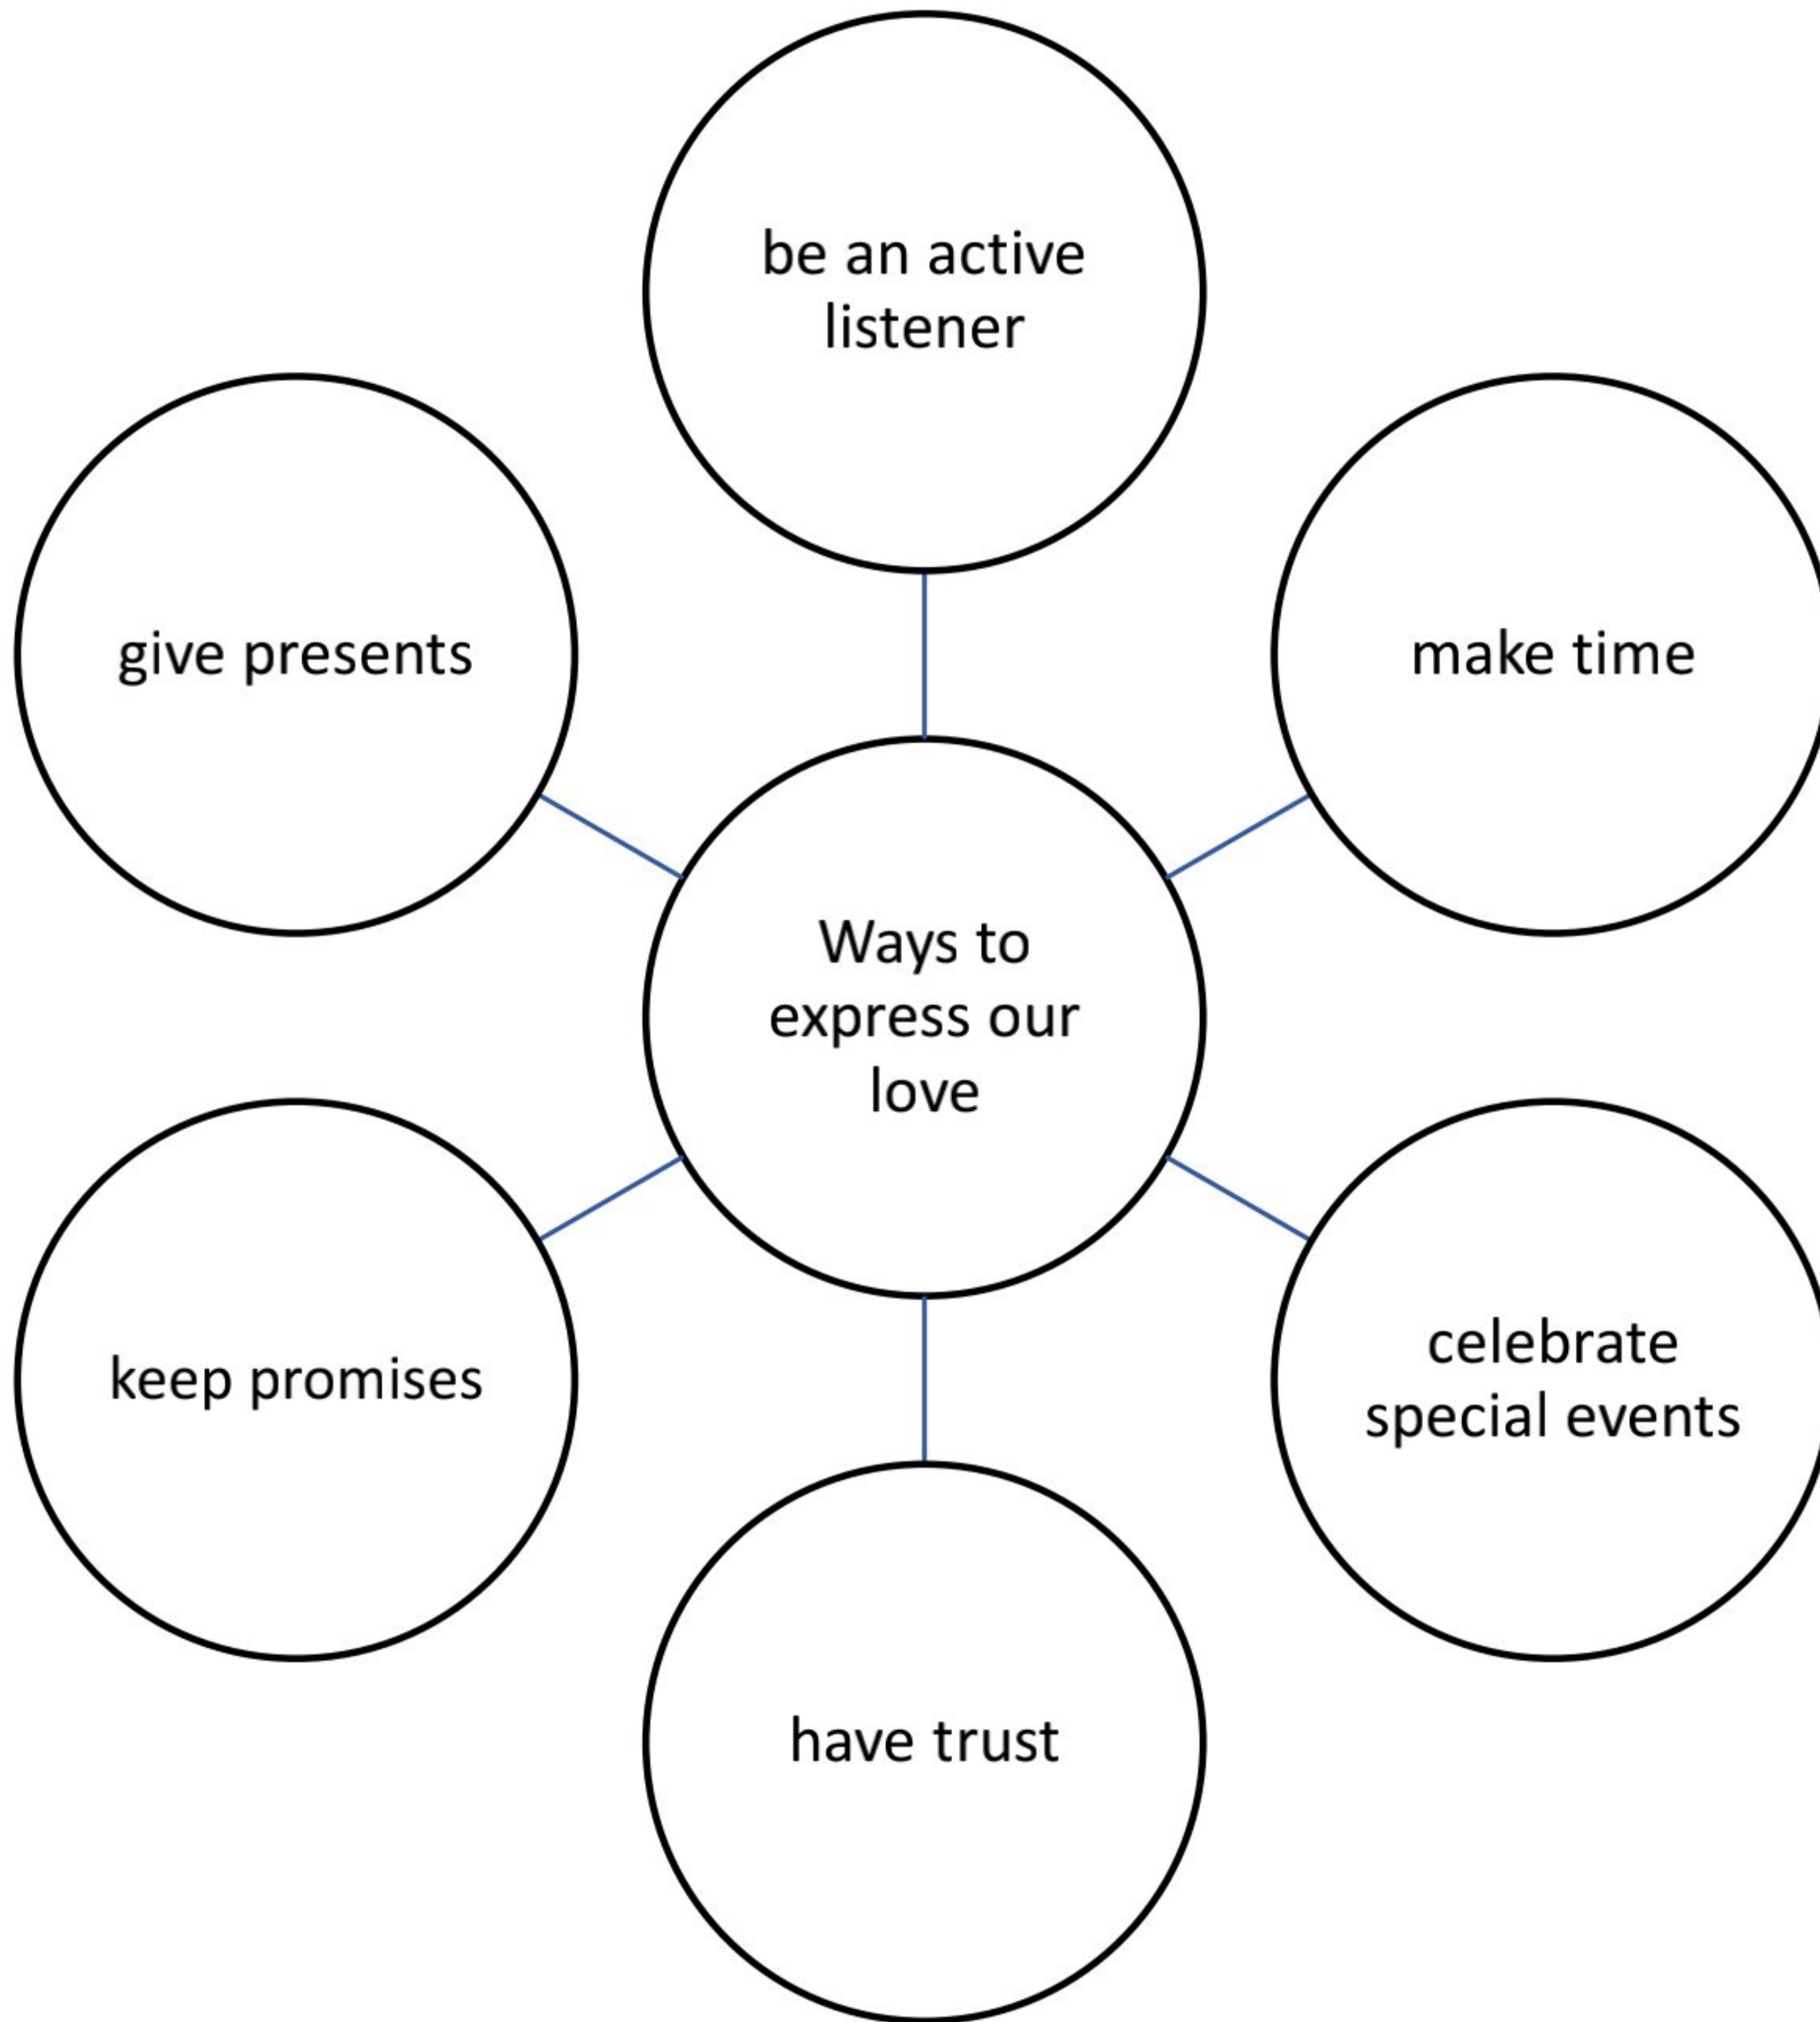 be an active
listener
give presents
make time
Ways to
express our
love
keep promises
celebrate
special events
have trust